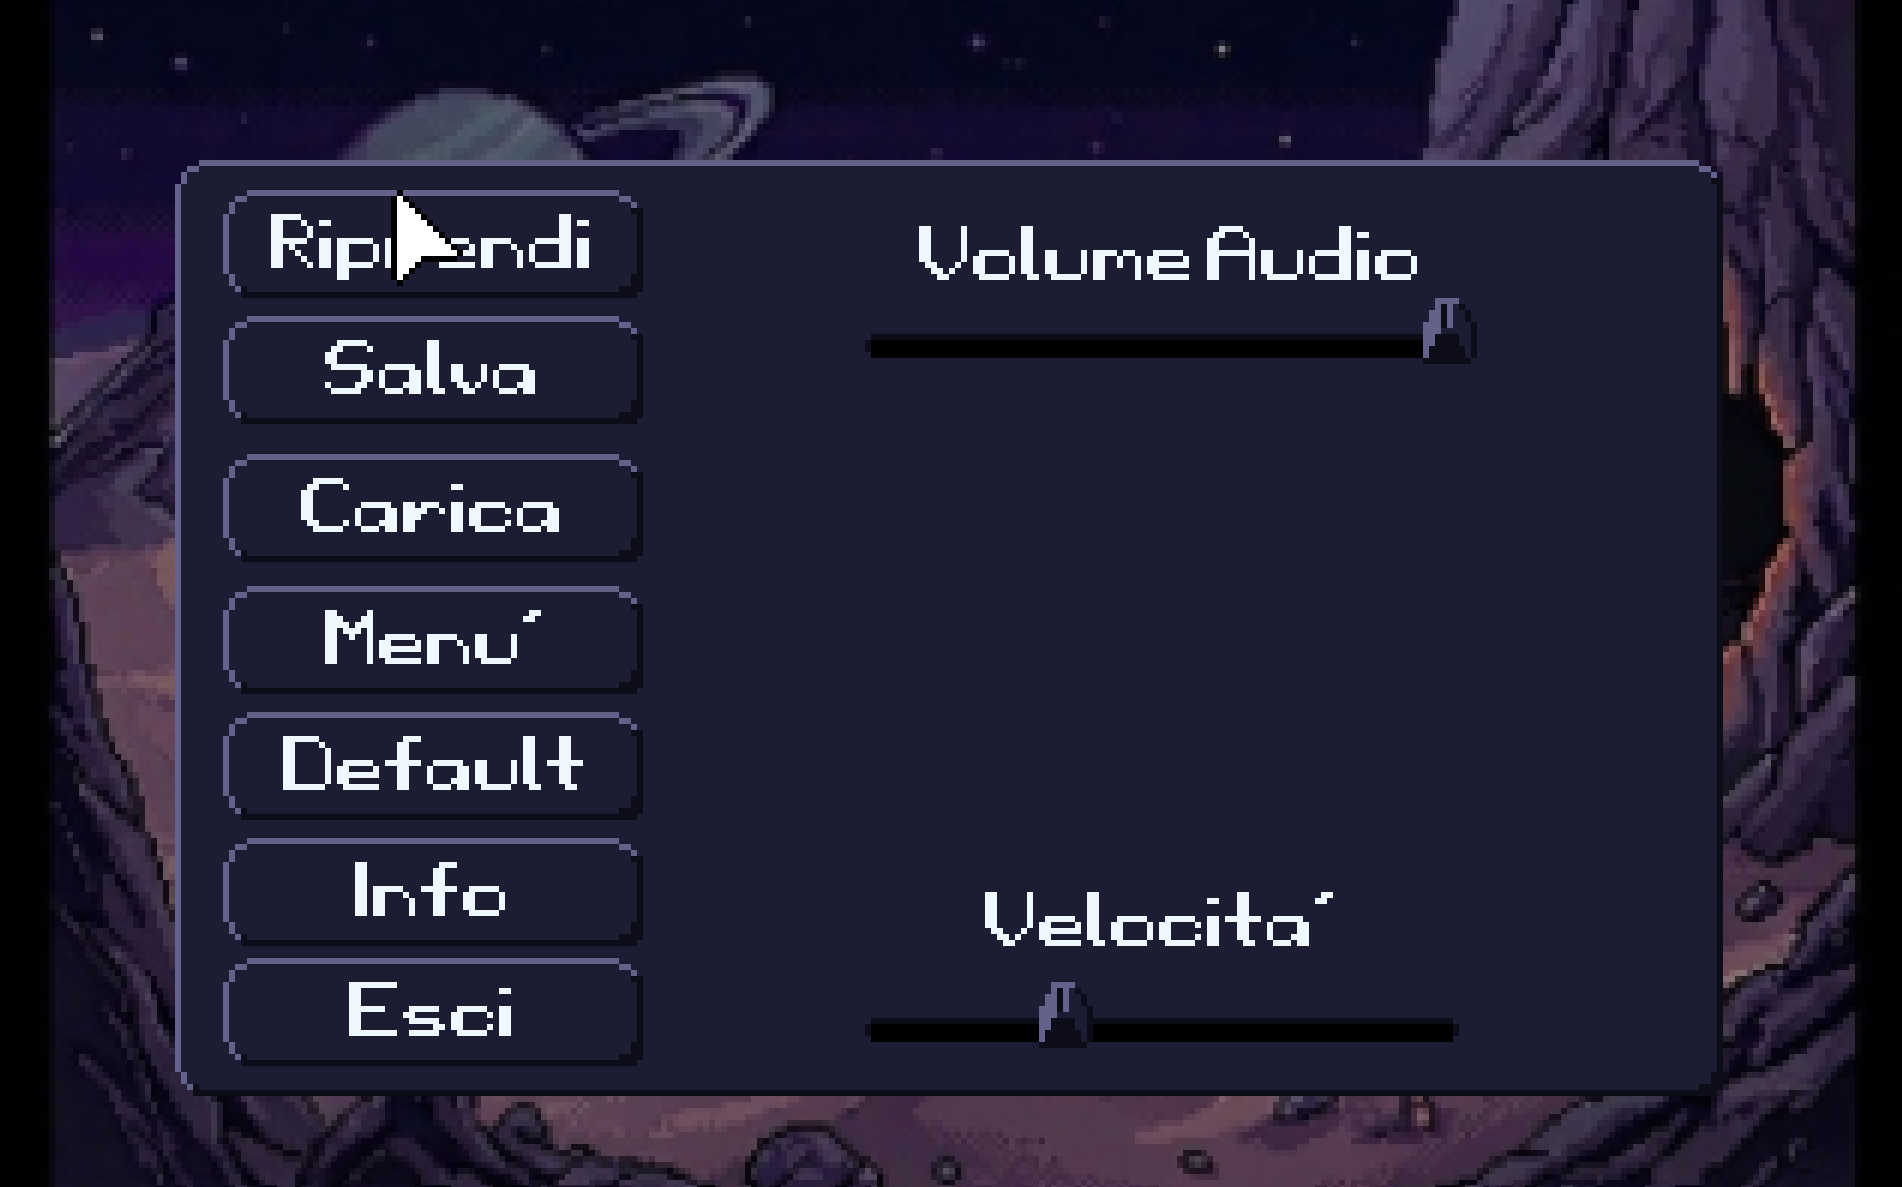 Riprendi
Salva
Carica
Menu´
Default
Info
Esci
Volume Audio
Velocita´